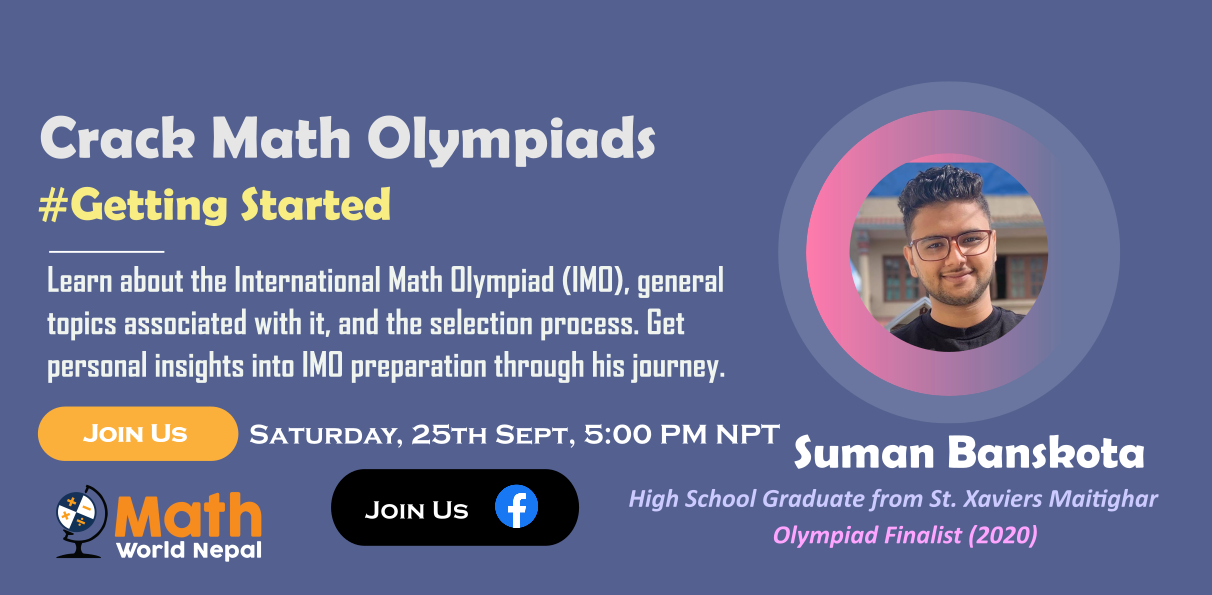 Crack Math Olympiads
#Getting Started
Learn about the International Math Olympiad (IMO), general
topics associated with it, and the selection process. Get
personal insights into IMO preparation through his journey.
Join Us
Saturday, 25th Sept, 5:00 PM NPT
Suman Banskota
High School Graduate from St. Xaviers Maitighar
Olympiad Finalist (2020)
Join Us
Math
World Nepal